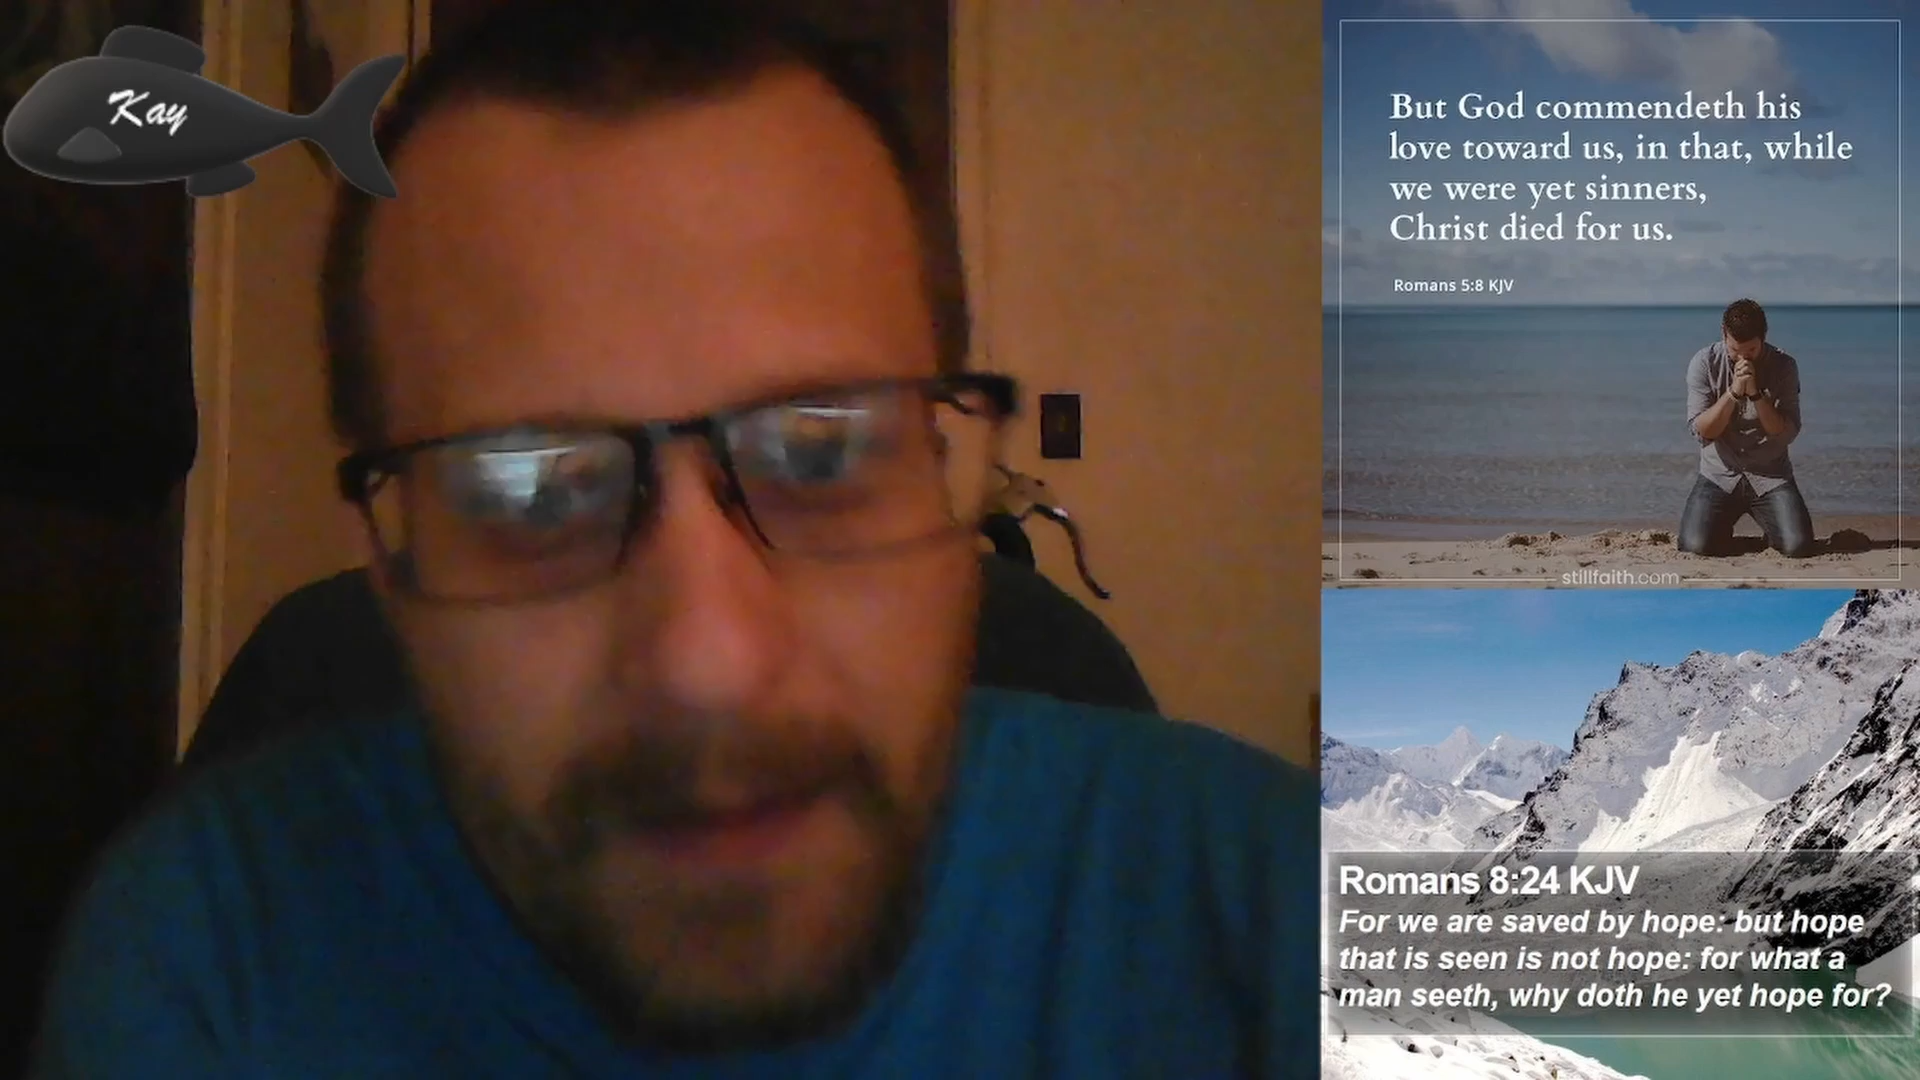 Kay
But God commendeth his
love toward us, in that, while
we were yet sinners,
Christ died for us.
Romans 5:8 KJV
stillfaith.com
Romans 8:24 KJV
For we are saved by hope: but hope
that is seen is not hope: for what a
man seeth, why doth he yet hope for?